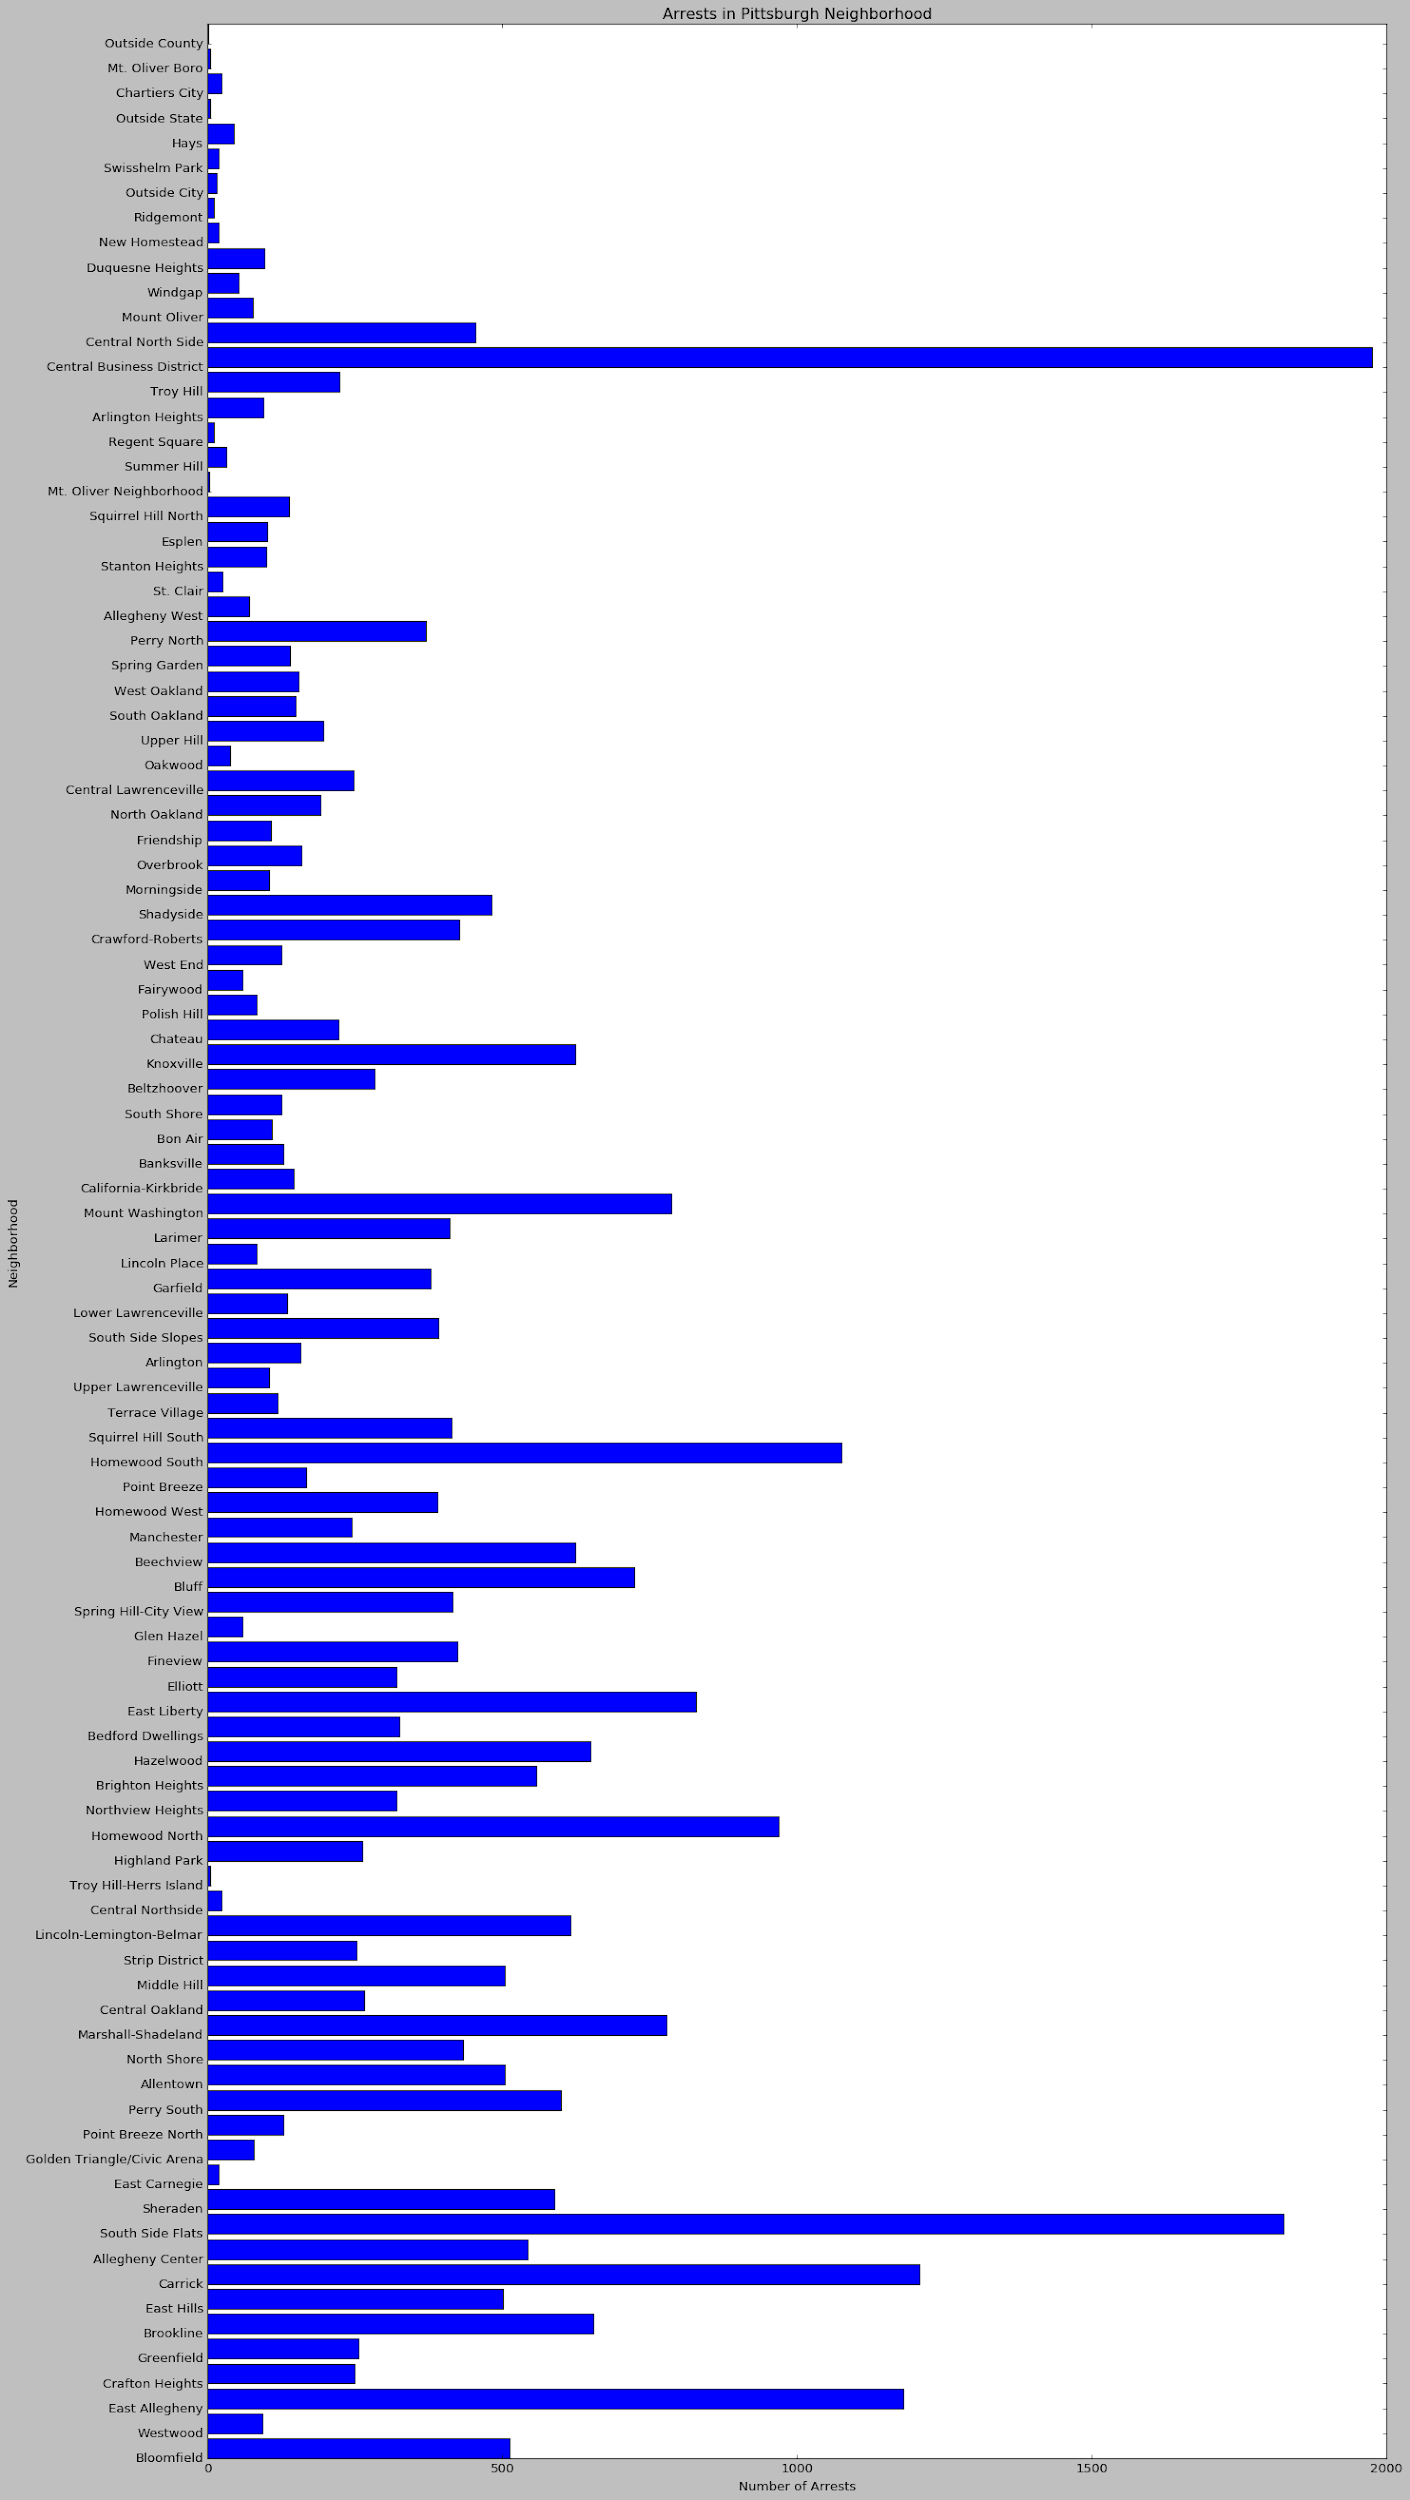 Arrests in Pittsburgh Neighborhood
Outside County
Mt. Oliver Boro
Chartiers City
Outside State
Hays
Swisshelm Park
Outside City
Ridgemont
New Homestead
Duquesne Heights
Windgap
Mount Oliver
Central North Side
Central Business District
Troy Hill
Arlington Heights
Regent Square
Summer Hill
Mt. Oliver Neighborhood
Squirrel Hill North
Esplen
Stanton Heights
St. Clair
Allegheny West
Perry North
Spring Garden
West Oakland
South Oakland
Upper Hill
Oakwood
Central Lawrenceville
North Oakland
Friendship
Overbrook
Morningside
Shadyside
Crawford-Roberts
West End
Fairywood
Polish Hill
Chateau
Knoxville
Beltzhoover
South Shore
Bon Air
Banksville
California-Kirkbride
Mount Washington
Larimer
Lincoln Place
Garfield
Lower Lawrenceville
South Side Slopes
Arlington
Upper Lawrenceville
Terrace Village
Squirrel Hill South
Homewood South
Point Breeze
Homewood West
Manchester
Beechview
Bluff
Spring Hill-City View
Glen Hazel
Fineview
Elliott
East Liberty
Bedford Dwellings
Hazelwood
Brighton Heights
Northview Heights
Homewood North
Highland Park
Troy Hill-Herrs Island
Central Northside
Lincoln-Lemington-Belmar
Strip District
Middle Hill
Central Oakland
Marshall-Shadeland
North Shore
Allentown
Perry South
Point Breeze North
Golden Triangle/Civic Arena
East Carnegie
Sheraden
South Side Flats
Allegheny Center
Carrick
East Hills
Brookline
Greenfield
Crafton Heights
East Allegheny
Westwood
Bloomfield
Neighborhood
0 500 1000 1500 2000
Number of Arrests